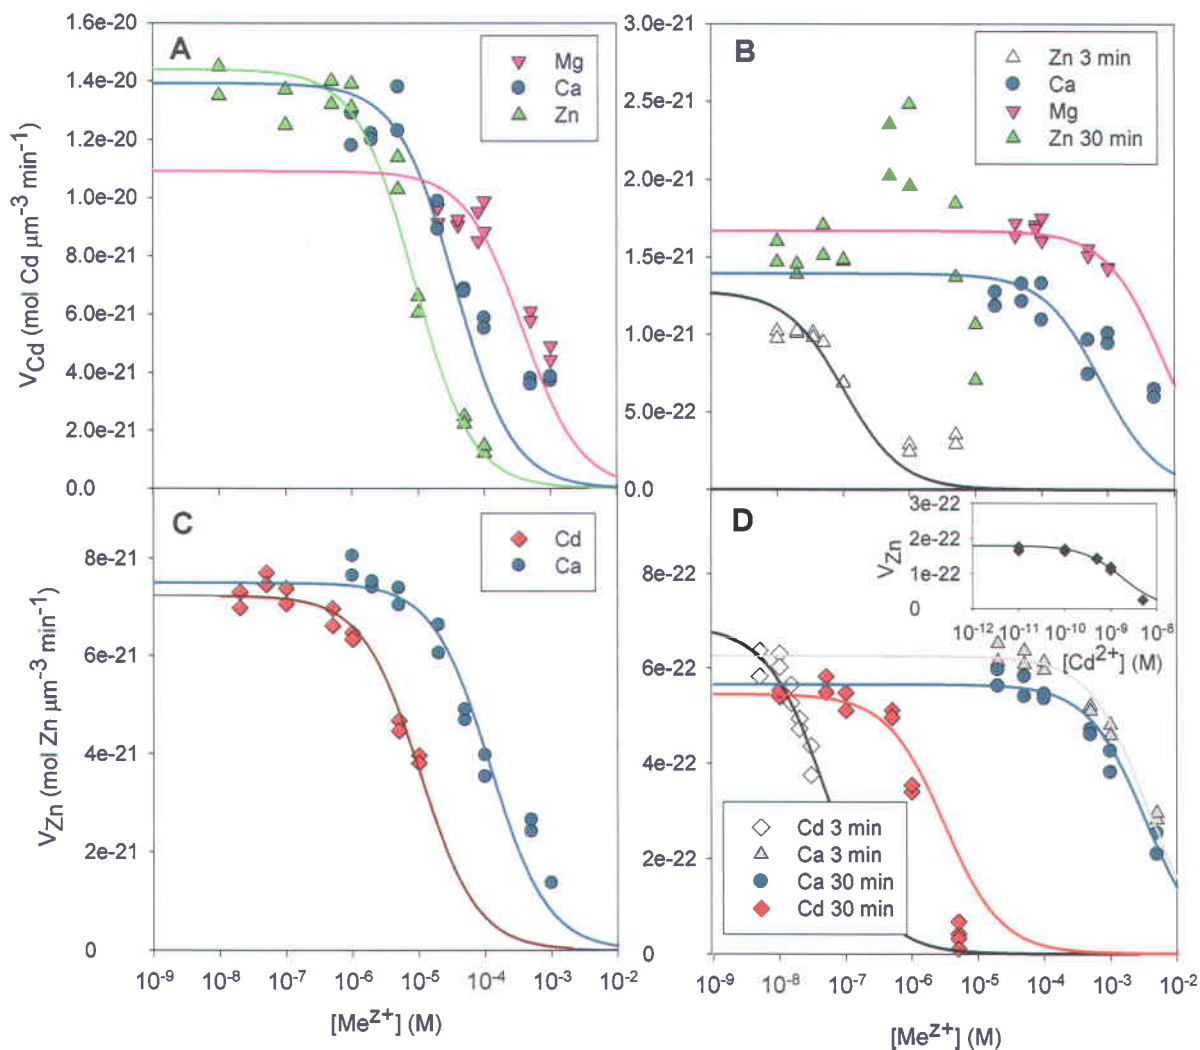 A
1.6e-20
1.4e-20
1.2e-20
1.0e-20
8.0e-21
6.0e-21
4.0e-21
2.0e-21
0.0
VCd (mol Cd μm-3 min-1)
Mg
Ca
Zn
B
3.0e-21
2.5e-21
2.0e-21
1.5e-21
1.0e-21
5.0e-22
0.0
Zn 3 min
Ca
Mg
Zn 30 min
C
8e-21
6e-21
4e-21
2e-21
0
VZn (mol Zn μm-3 min-1)
Cd
Ca
10-9 10-8 10-7 10-6 10-5 10-4 10-3 10-2
[MeZ+] (M)
D
8e-22
6e-22
4e-22
2e-22
0
VZn
3e-22
2e-22
1e-22
0
10-12 10-11 10-10 10-9 10-8
[Cd2+] (M)
Cd 3 min
Ca 3 min
Ca 30 min
Cd 30 min
10-9 10-8 10-7 10-6 10-5 10-4 10-3 10-2
[MeZ+] (M)